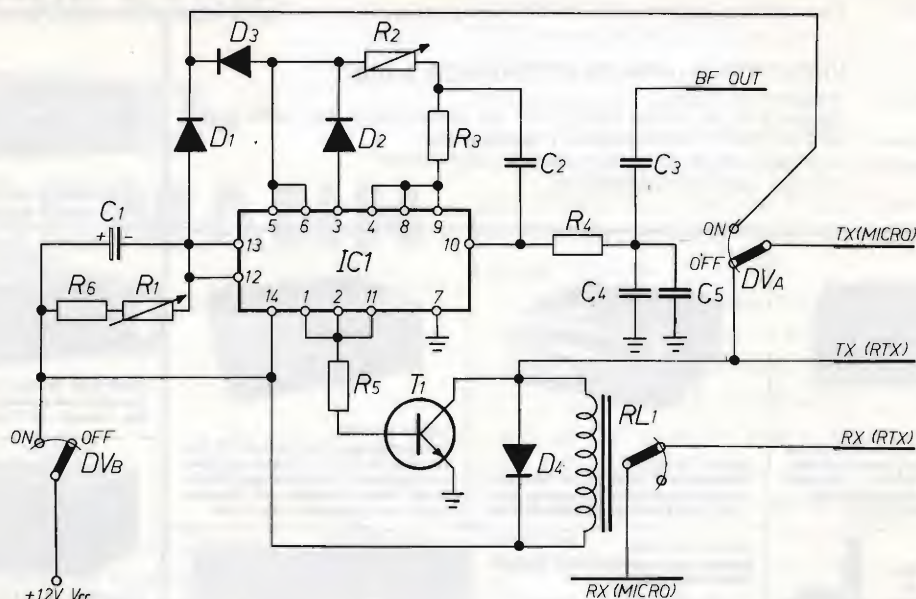 D3
R2
BF OUT
D1
D2
R3
C2
C3
C1
5 6 3 4 8 9
ON
+ -
13
10
R4
TX(MICRO)
IC1
OFF
DVA
R6 R1
12
C4 C5
14 1 2 11 7
TX (RTX)
R5
T1
RL1
ON OFF
D4
RX (RTX)
DVB
+12V Vcc
RX (MICRO)